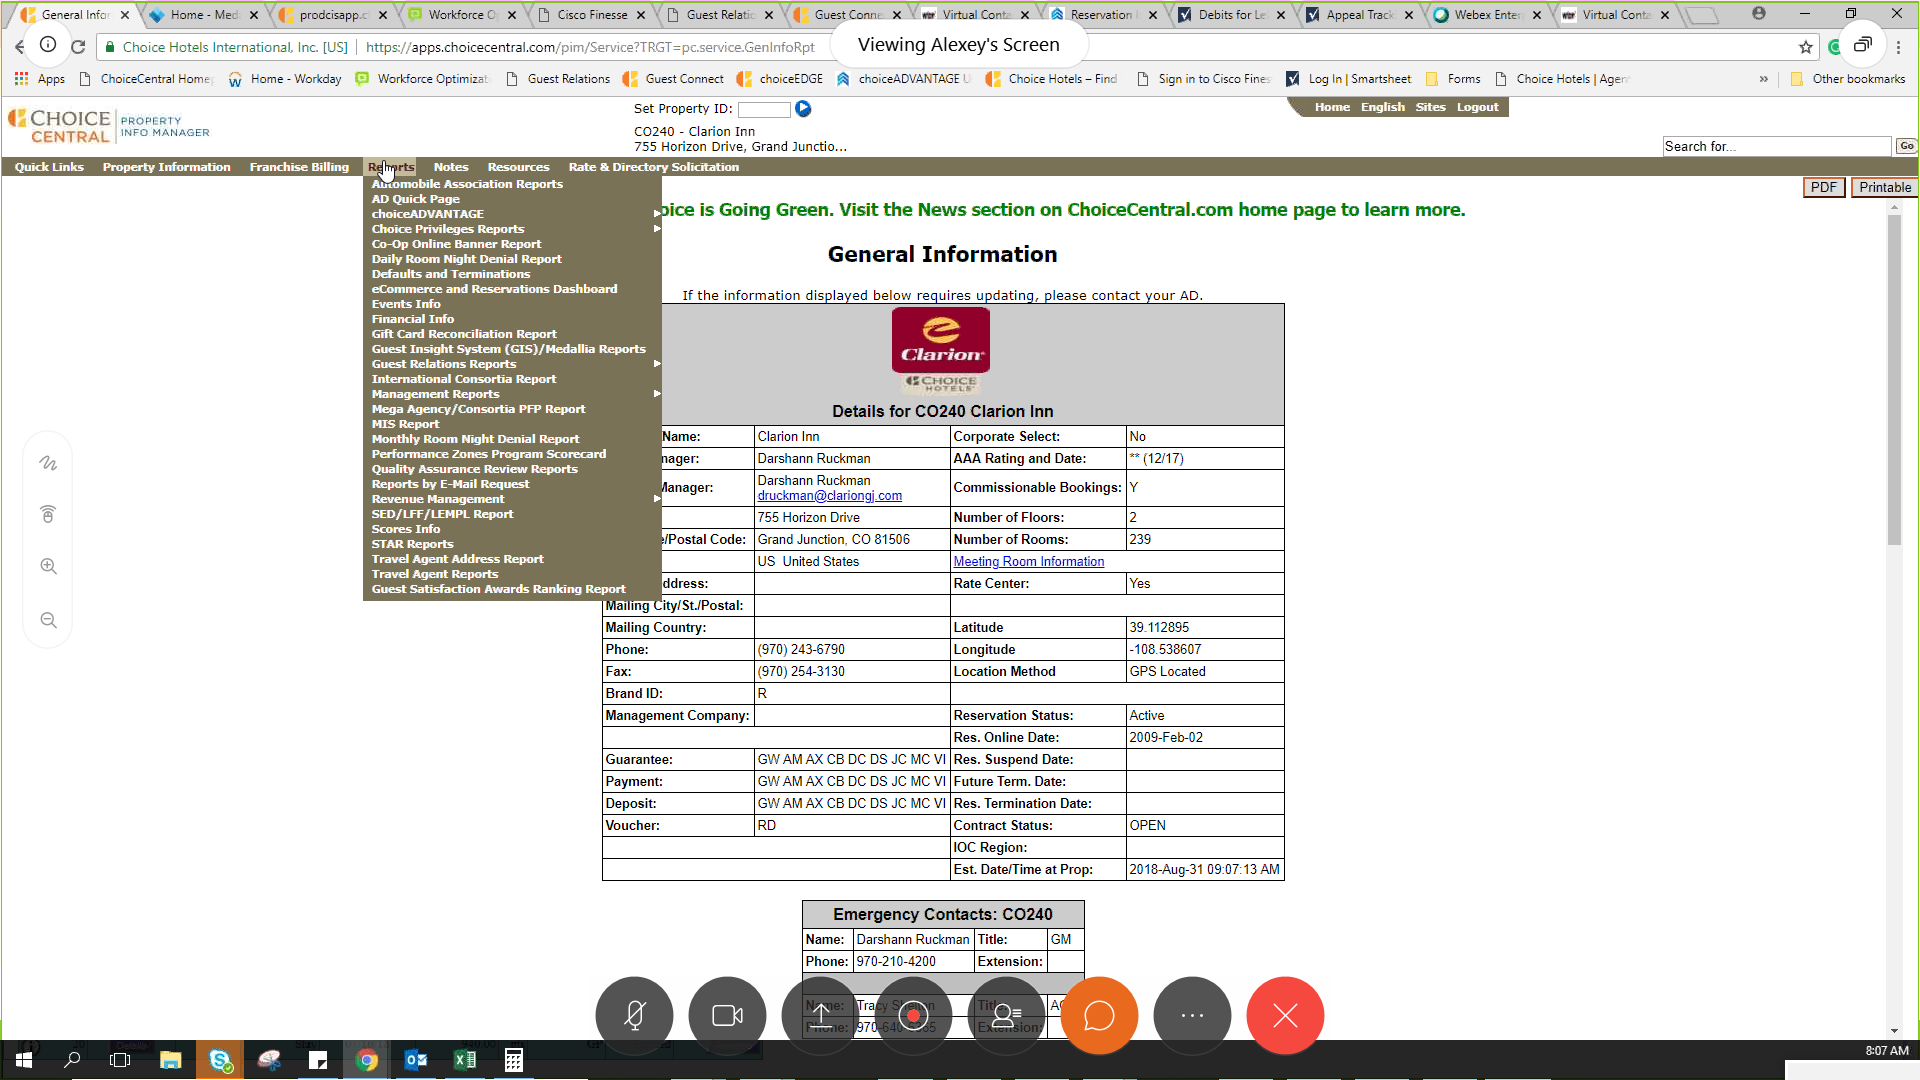 General Infor
Home - Med
prodcisapp.c
Workforce O
Cisco Finesse
Guest Relatic
Guest Conne
Virtual Conta
Reservation
Debits for Le
Appeal Track
Webex Enter
Virtual Conta
Choice Hotels International, Inc. [US]
https://apps.choicecentral.com/pim/Service?TRGT=pc.service.GenInfoRpt
Viewing Alexey's Screen
Apps
ChoiceCentral Home
Home - Workday
Workforce Optimizat
Guest Relations
Guest Connect
choiceEDGE
choiceADVANTAGE U
Choice Hotels – Find
Sign in to Cisco Fines
Log In | Smartsheet
Forms
Choice Hotels | Agen
»
Other bookmarks
CHOICE CENTRAL
PROPERTY INFO MANAGER
Set Property ID:
CO240 - Clarion Inn
755 Horizon Drive, Grand Junctio...
Home English Sites Logout
Search for...
Go
Quick Links Property Information Franchise Billing Reports Notes Resources Rate & Directory Solicitation
PDF
Printable
Automobile Association Reports
AD Quick Page
choiceADVANTAGE
Choice Privileges Reports
Co-Op Online Banner Report
Daily Room Night Denial Report
Defaults and Terminations
eCommerce and Reservations Dashboard
Events Info
Financial Info
Gift Card Reconciliation Report
Guest Insight System (GIS)/Medallia Reports
Guest Relations Reports
International Consortia Report
Management Reports
Mega Agency/Consortia PFP Report
MIS Report
Monthly Room Night Denial Report
Performance Zones Program Scorecard
Quality Assurance Review Reports
Reports by E-Mail Request
Revenue Management
SED/LFF/LEMPL Report
Scores Info
STAR Reports
Travel Agent Address Report
Travel Agent Reports
Guest Satisfaction Awards Ranking Report
oice is Going Green. Visit the News section on ChoiceCentral.com home page to learn more.
General Information
If the information displayed below requires updating, please contact your AD.
Clarion
CHOICE HOTELS
Details for CO240 Clarion Inn
Name: Clarion Inn Corporate Select: No
nager: Darshann Ruckman AAA Rating and Date: ** (12/17)
Manager: Darshann Ruckman
druckman@clariongj.com Commissionable Bookings: Y
755 Horizon Drive Number of Floors: 2
e/Postal Code: Grand Junction, CO 81506 Number of Rooms: 239
US United States Meeting Room Information
ddress: Rate Center: Yes
Mailing City/St./Postal:
Mailing Country: Latitude 39.112895
Phone: (970) 243-6790 Longitude -108.538607
Fax: (970) 254-3130 Location Method GPS Located
Brand ID: R
Management Company: Reservation Status: Active
Res. Online Date: 2009-Feb-02
Guarantee: GW AM AX CB DC DS JC MC VI Res. Suspend Date:
Payment: GW AM AX CB DC DS JC MC VI Future Term. Date:
Deposit: GW AM AX CB DC DS JC MC VI Res. Termination Date:
Voucher: RD Contract Status: OPEN
IOC Region:
Est. Date/Time at Prop: 2018-Aug-31 09:07:13 AM
Emergency Contacts: CO240
Name: Darshann Ruckman Title: GM
Phone: 970-210-4200 Extension:
Name: Tracy Title:
Phone: Extension:
8:07 AM